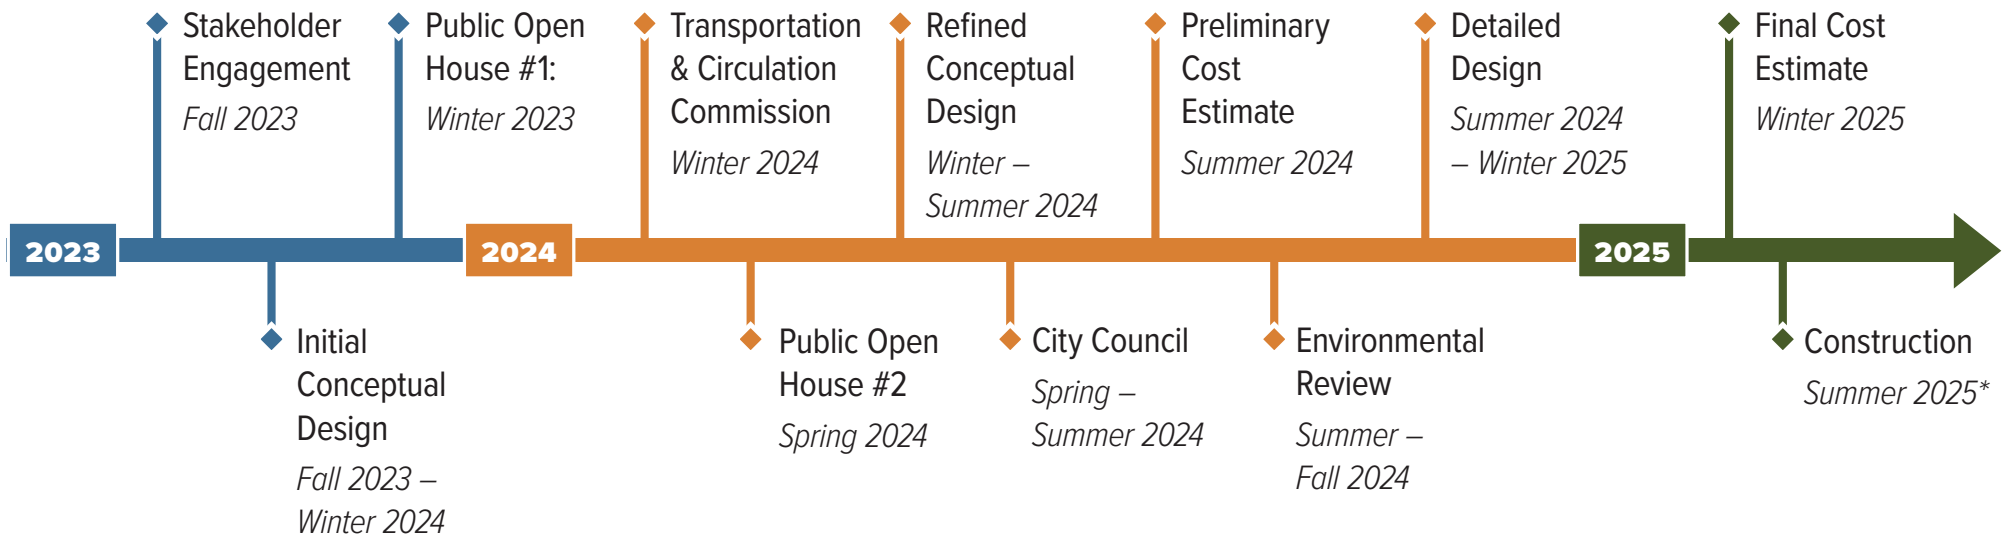 Stakeholder
Engagement
Fall 2023
Public Open
House #1:
Winter 2023
Transportation
& Circulation
Commission
Winter 2024
Refined
Conceptual
Design
Winter –
Summer 2024
Preliminary
Cost
Estimate
Summer 2024
Detailed
Design
Summer 2024
– Winter 2025
Final Cost
Estimate
Winter 2025
2023
2024
2025
Initial
Conceptual
Design
Fall 2023 –
Winter 2024
Public Open
House #2
Spring 2024
City Council
Spring –
Summer 2024
Environmental
Review
Summer –
Fall 2024
Construction
Summer 2025*